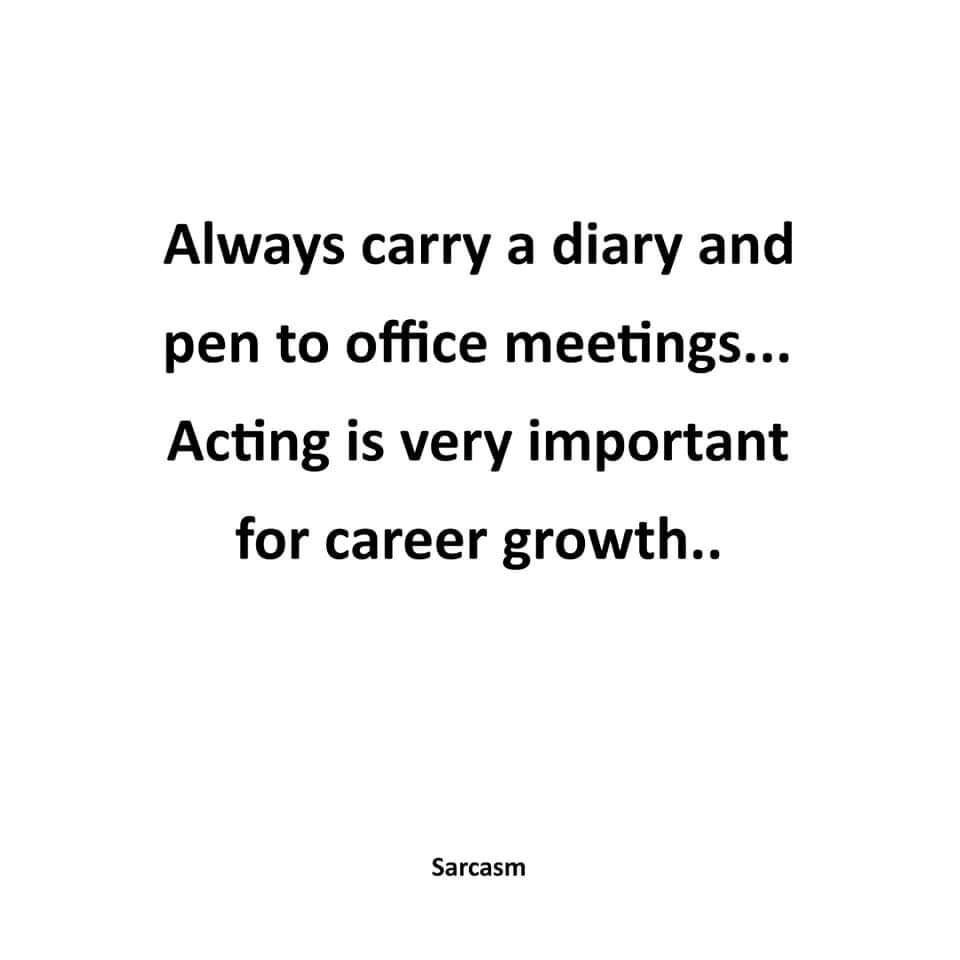 Always carry a diary and
pen to office meetings...
Acting is very important
for career growth..
Sarcasm